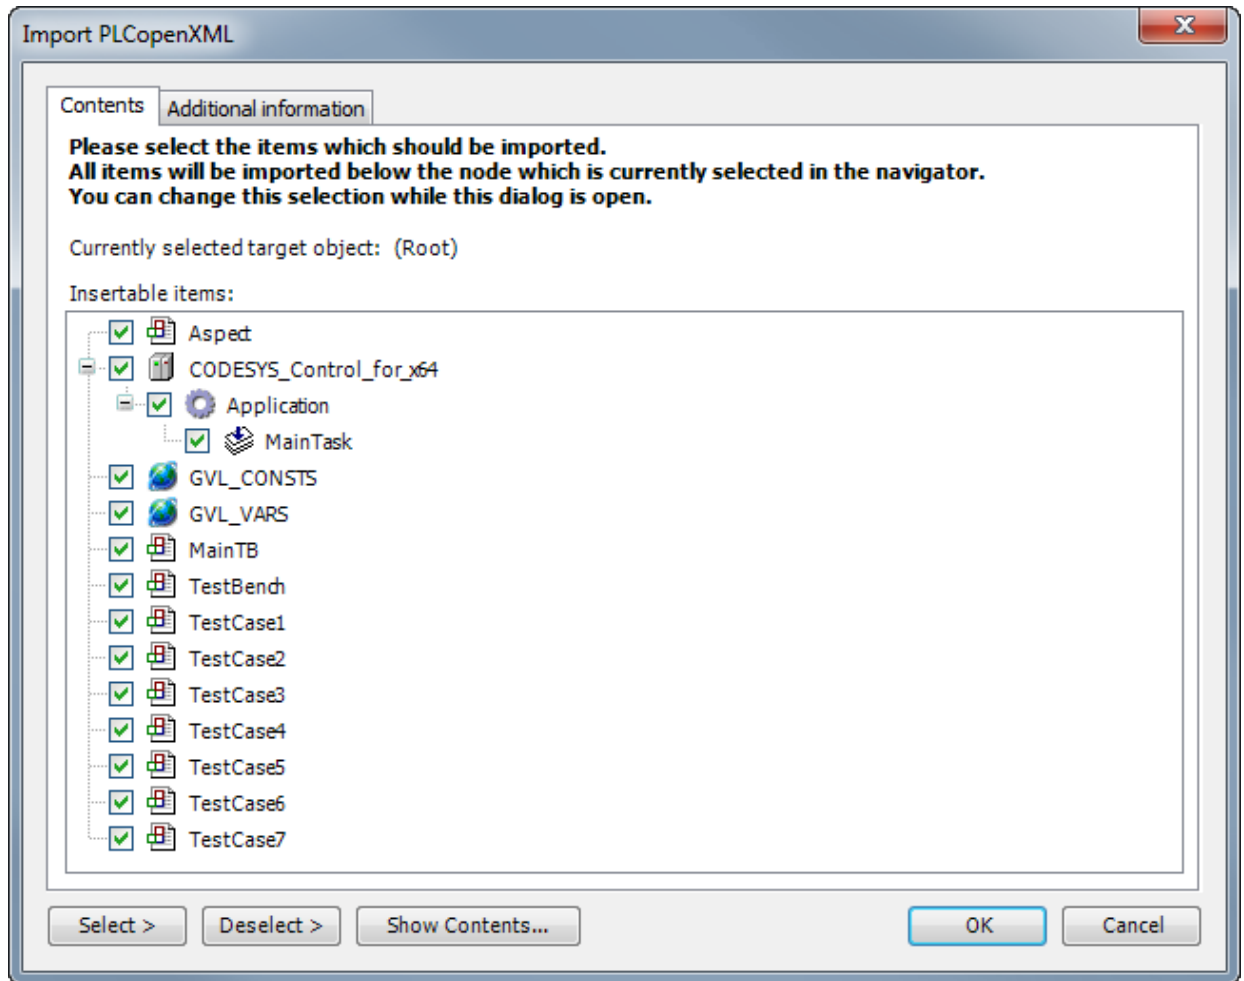 Import PLCopenXML
Contents
Additional information
Please select the items which should be imported.
All items will be imported below the node which is currently selected in the navigator.
You can change this selection while this dialog is open.
Currently selected target object: (Root)
Insertable items:
Aspect
CODESYS_Control_for_x64
Application
MainTask
GVL_CONSTS
GVL_VARS
MainTB
TestBench
TestCase1
TestCase2
TestCase3
TestCase4
TestCase5
TestCase6
TestCase7
Select >
Deselect >
Show Contents...
OK
Cancel